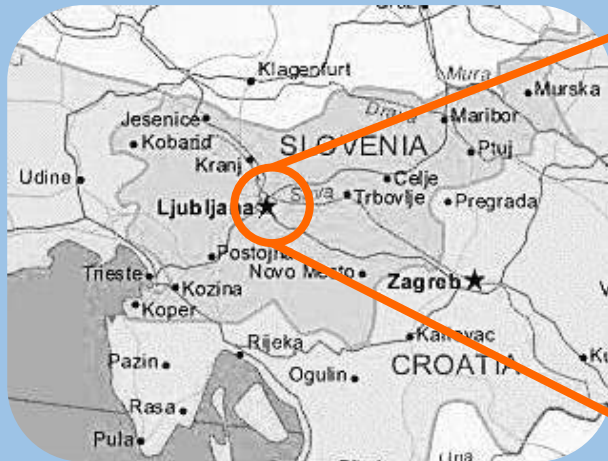 Klagenfurt
Mura
Murska
Jesenice
Drava
Maribor
Kobarid
SLOVENIA
Ptuj
Kranj
Udine
Celje
Sava
Trbovlje
Pregrada
Ljubljana
Postojna
Novo Mesto
Trieste
Zagreb
Kozina
Koper
Rijeka
CROATIA
Pazin
Ogulin
Rasa
Pula
Una